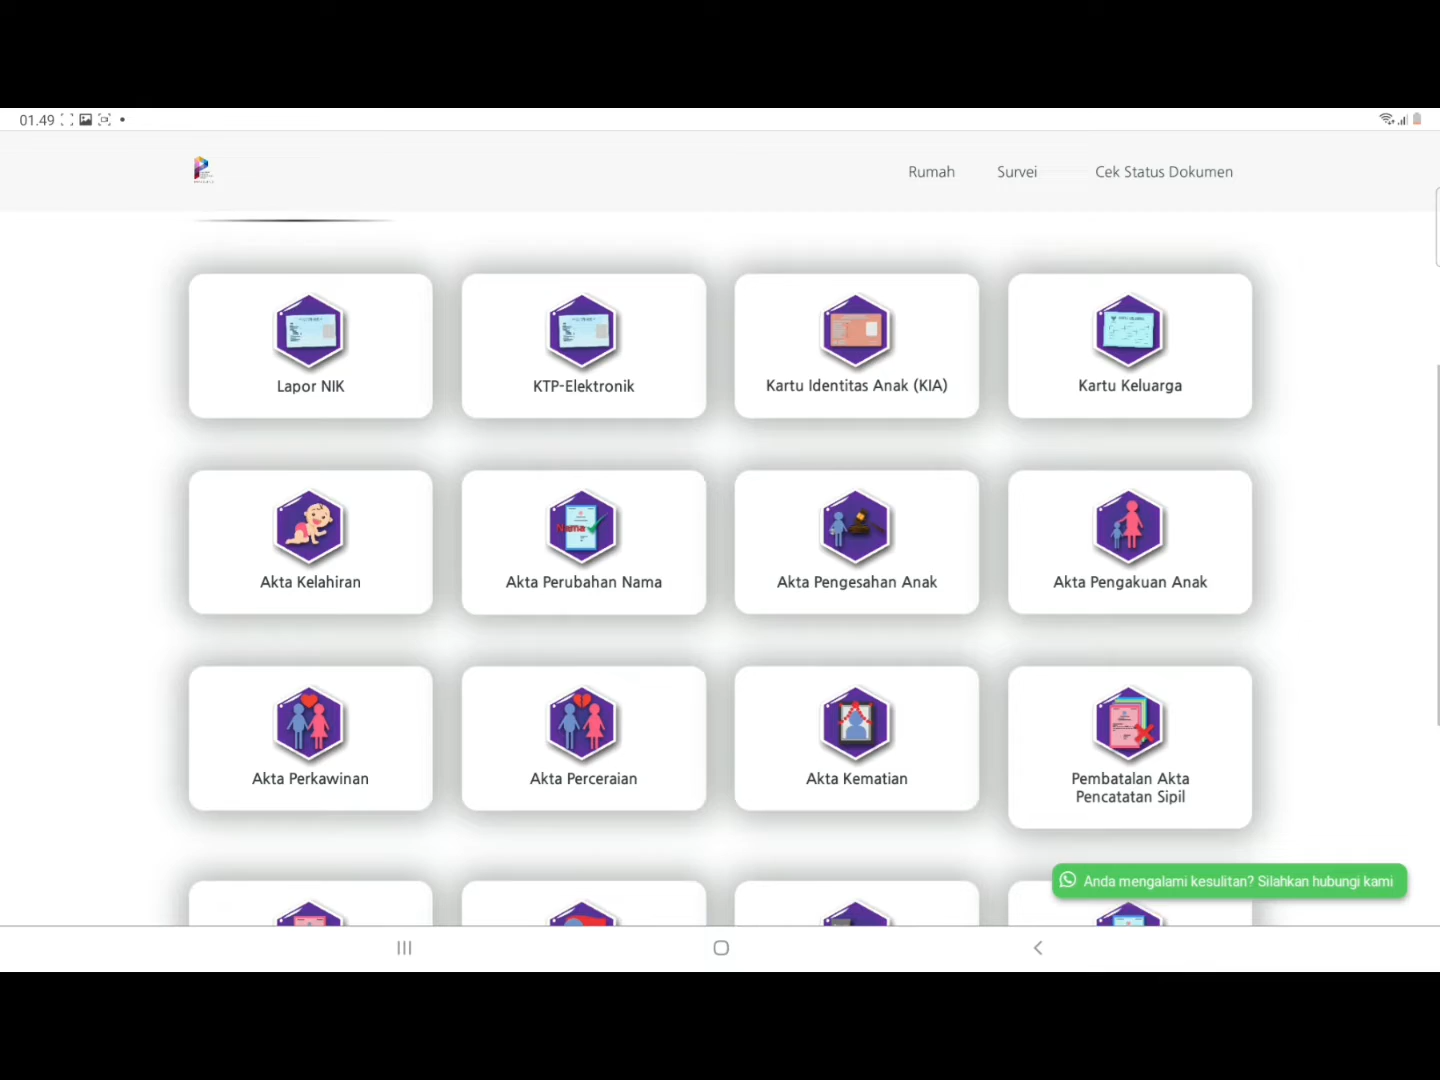 01.49
Rumah
Survei
Cek Status Dokumen
Lapor NIK
KTP-Elektronik
Kartu Identitas Anak (KIA)
Kartu Keluarga
Nama
Akta Kelahiran
Akta Perubahan Nama
Akta Pengesahan Anak
Akta Pengakuan Anak
Akta Perkawinan
Akta Perceraian
Akta Kematian
Pembatalan Akta
Pencatatan Sipil
Anda mengalami kesulitan? Silahkan hubungi kami